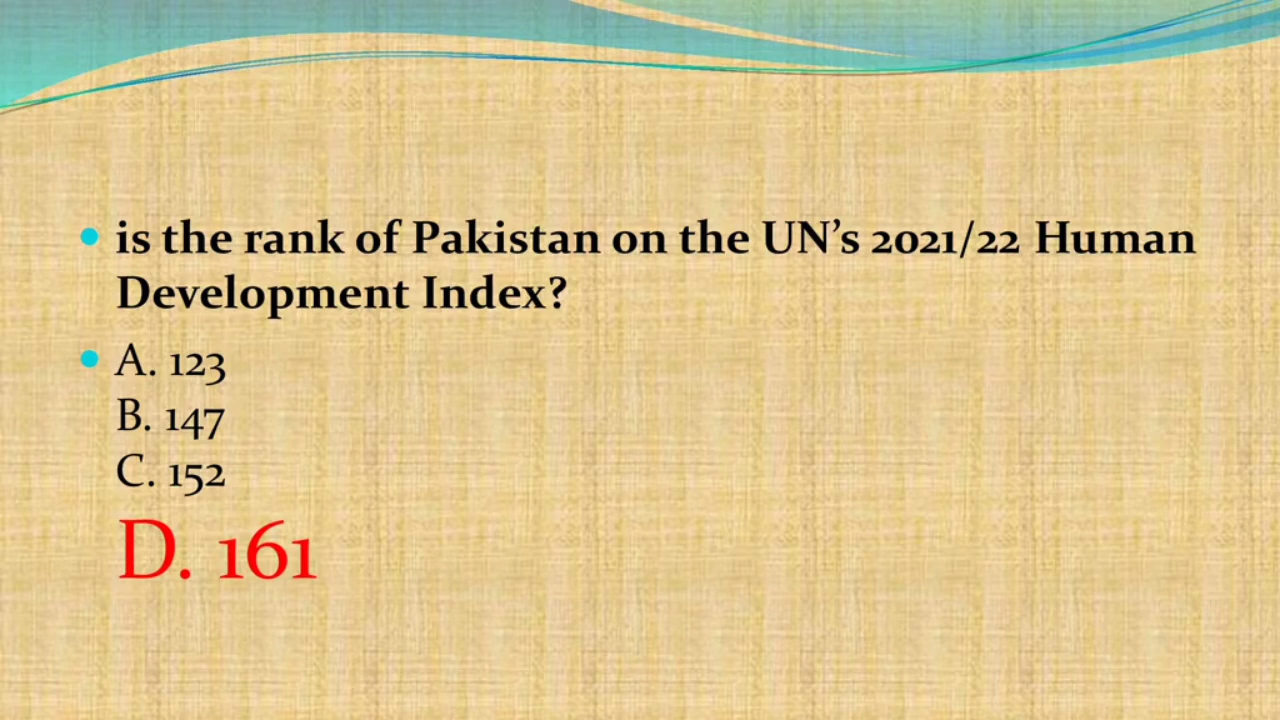 is the rank of Pakistan on the UN’s 2021/22 Human
Development Index?
A. 123
B. 147
C. 152
D. 161